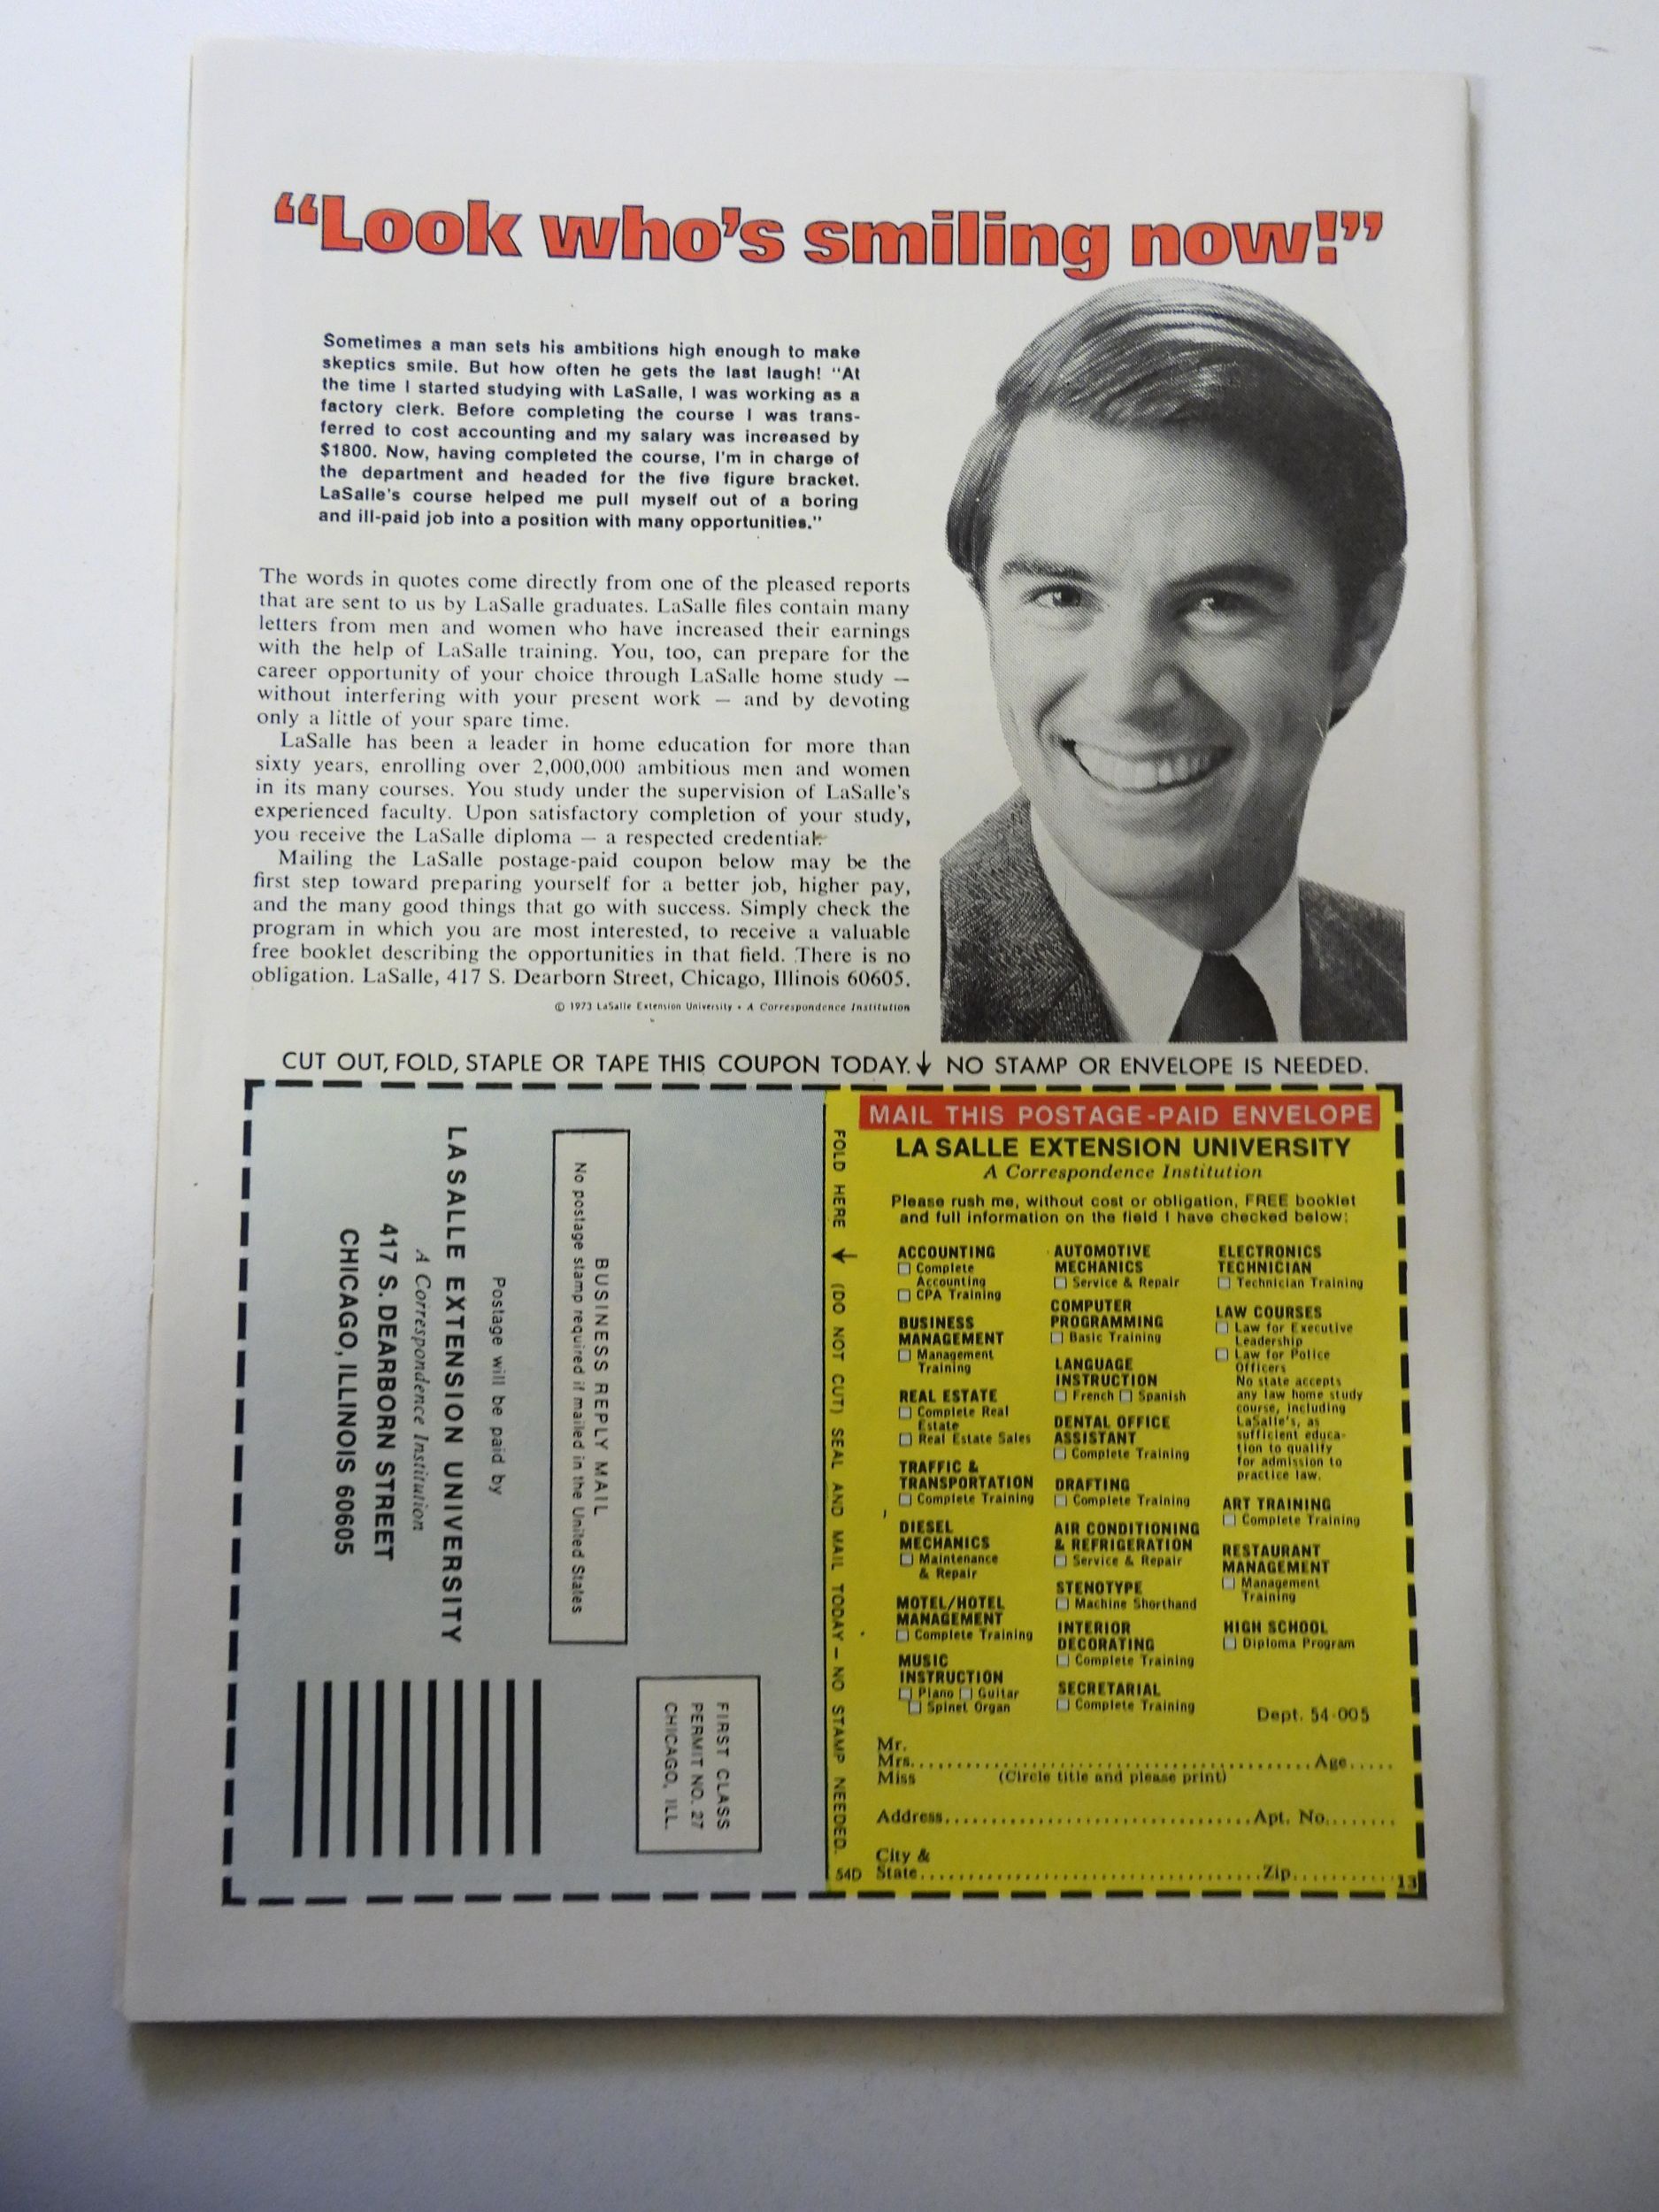 “Look who’s smiling now!”
Sometimes a man sets his ambitions high enough to make
skeptics smile. But how often he gets the last laugh! "At
the time I started studying with LaSalle, I was working as a
factory clerk. Before completing the course I was trans-
ferred to cost accounting and my salary was increased by
$1800. Now, having completed the course, I'm in charge of
the department and headed for the five figure bracket.
LaSalle's course helped me pull myself out of a boring
and ill-paid job into a position with many opportunities."
The words in quotes come directly from one of the pleased reports
that are sent to us by LaSalle graduates. LaSalle files contain many
letters from men and women who have increased their earnings
with the help of LaSalle training. You, too, can prepare for the
career opportunity of your choice through LaSalle home study —
without interfering with your present work — and by devoting
only a little of your spare time.
LaSalle has been a leader in home education for more than
sixty years, enrolling over 2,000,000 ambitious men and women
in its many courses. You study under the supervision of LaSalle's
experienced faculty. Upon satisfactory completion of your study,
you receive the LaSalle diploma — a respected credential.
Mailing the LaSalle postage-paid coupon below may be the
first step toward preparing yourself for a better job, higher pay,
and the many good things that go with success. Simply check the
program in which you are most interested, to receive a valuable
free booklet describing the opportunities in that field. There is no
obligation. LaSalle, 417 S. Dearborn Street, Chicago, Illinois 60605.
© 1973 LaSalle Extension University • A Correspondence Institution
CUT OUT, FOLD, STAPLE OR TAPE THIS COUPON TODAY. ↓ NO STAMP OR ENVELOPE IS NEEDED.
FIRST CLASS
PERMIT NO. 27
CHICAGO, ILL.
BUSINESS REPLY MAIL
No postage stamp required if mailed in the United States
Postage will be paid by
LA SALLE EXTENSION UNIVERSITY
A Correspondence Institution
417 S. DEARBORN STREET
CHICAGO, ILLINOIS 60605
FOLD HERE ↓ (DO NOT CUT) SEAL AND MAIL TODAY — NO STAMP NEEDED.
54D
MAIL THIS POSTAGE-PAID ENVELOPE
LA SALLE EXTENSION UNIVERSITY
A Correspondence Institution
Please rush me, without cost or obligation, FREE booklet
and full information on the field I have checked below:
ACCOUNTING
☐ Complete
Accounting
☐ CPA Training
BUSINESS
MANAGEMENT
☐ Management
Training
REAL ESTATE
☐ Complete Real
Estate
☐ Real Estate Sales
TRAFFIC &
TRANSPORTATION
☐ Complete Training
DIESEL
MECHANICS
☐ Maintenance
& Repair
MOTEL/HOTEL
MANAGEMENT
☐ Complete Training
MUSIC
INSTRUCTION
☐ Piano ☐ Guitar
☐ Spinet Organ
AUTOMOTIVE
MECHANICS
☐ Service & Repair
COMPUTER
PROGRAMMING
☐ Basic Training
LANGUAGE
INSTRUCTION
☐ French ☐ Spanish
DENTAL OFFICE
ASSISTANT
☐ Complete Training
DRAFTING
☐ Complete Training
AIR CONDITIONING
& REFRIGERATION
☐ Service & Repair
STENOTYPE
☐ Machine Shorthand
INTERIOR
DECORATING
☐ Complete Training
SECRETARIAL
☐ Complete Training
ELECTRONICS
TECHNICIAN
☐ Technician Training
LAW COURSES
☐ Law for Executive
Leadership
☐ Law for Police
Officers
No state accepts
any law home study
course, including
LaSalle's, as
sufficient educa-
tion to qualify
for admission to
practice law.
ART TRAINING
☐ Complete Training
RESTAURANT
MANAGEMENT
☐ Management
Training
HIGH SCHOOL
☐ Diploma Program
Dept. 54-005
Mr.
Mrs. Age
Miss (Circle title and please print)
Address Apt. No.
City &
State Zip
13